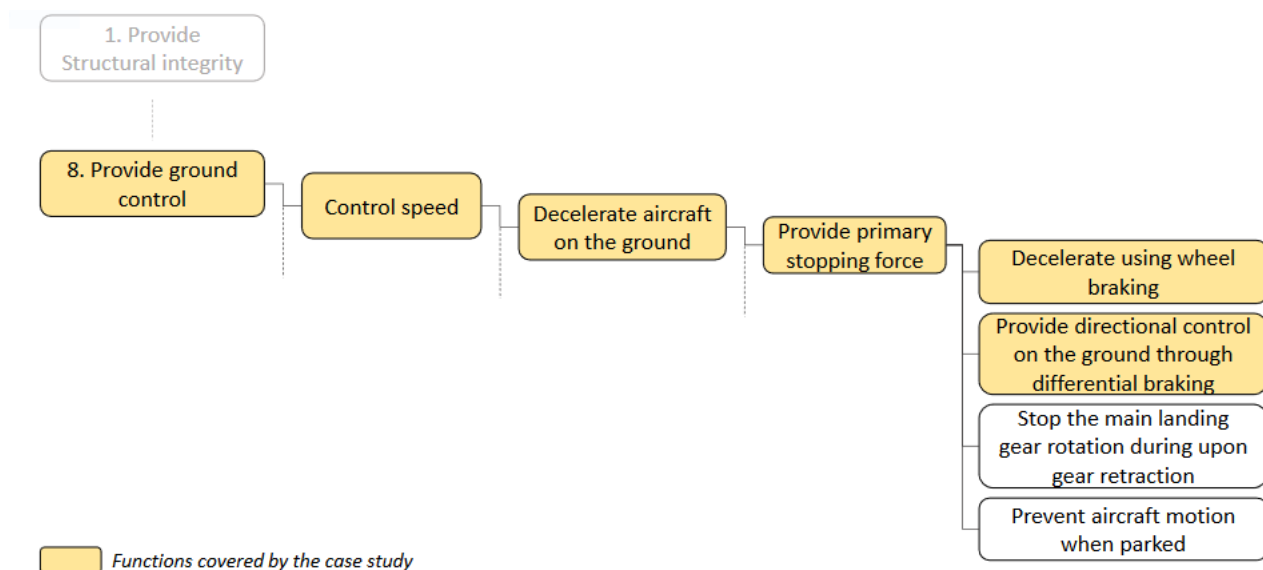 1. Provide
Structural integrity
8. Provide ground
control
Control speed
Decelerate aircraft
on the ground
Provide primary
stopping force
Decelerate using wheel
braking
Provide directional control
on the ground through
differential braking
Stop the main landing
gear rotation during upon
gear retraction
Prevent aircraft motion
when parked
Functions covered by the case study